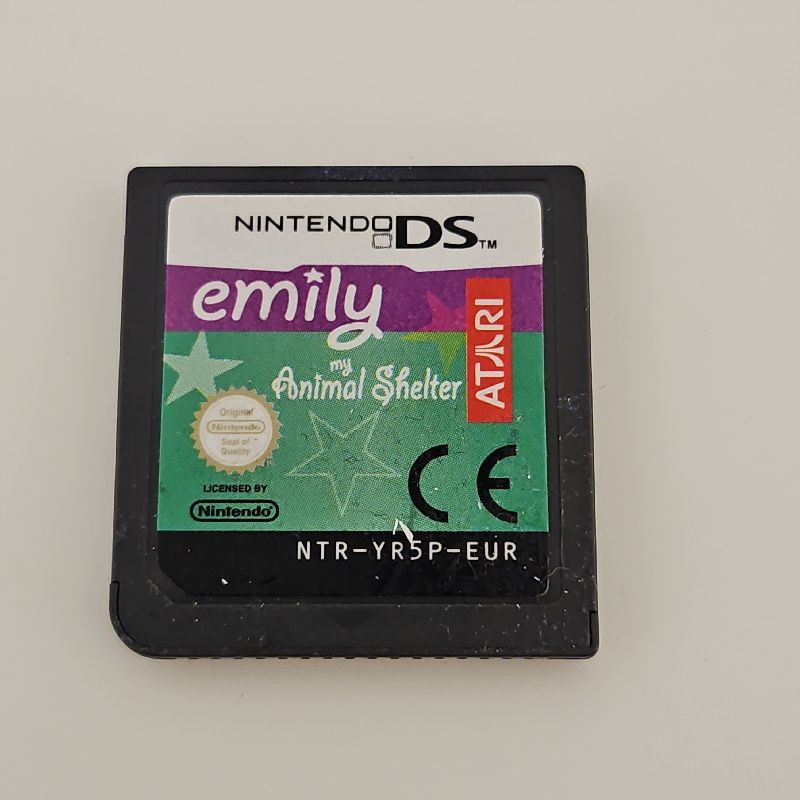 NINTENDO DS™
emily
my
Animal Shelter
ATARI
Original
Nintendo
Seal of
Quality
LICENSED BY
Nintendo®
CE
NTR-YR5P-EUR